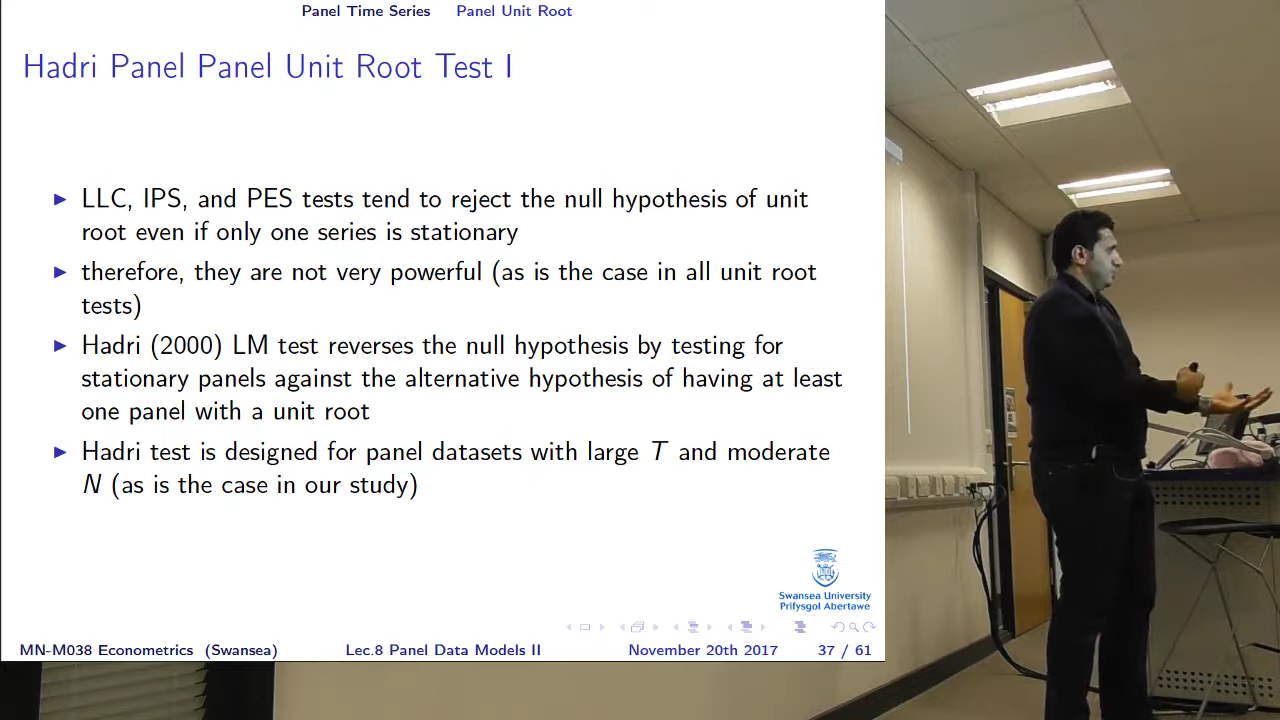 Panel Time Series Panel Unit Root
Hadri Panel Panel Unit Root Test I
LLC, IPS, and PES tests tend to reject the null hypothesis of unit
root even if only one series is stationary
therefore, they are not very powerful (as is the case in all unit root
tests)
Hadri (2000) LM test reverses the null hypothesis by testing for
stationary panels against the alternative hypothesis of having at least
one panel with a unit root
Hadri test is designed for panel datasets with large T and moderate
N (as is the case in our study)
Swansea University
Prifysgol Abertawe
MN-M038 Econometrics (Swansea) Lec.8 Panel Data Models II November 20th 2017 37 / 61